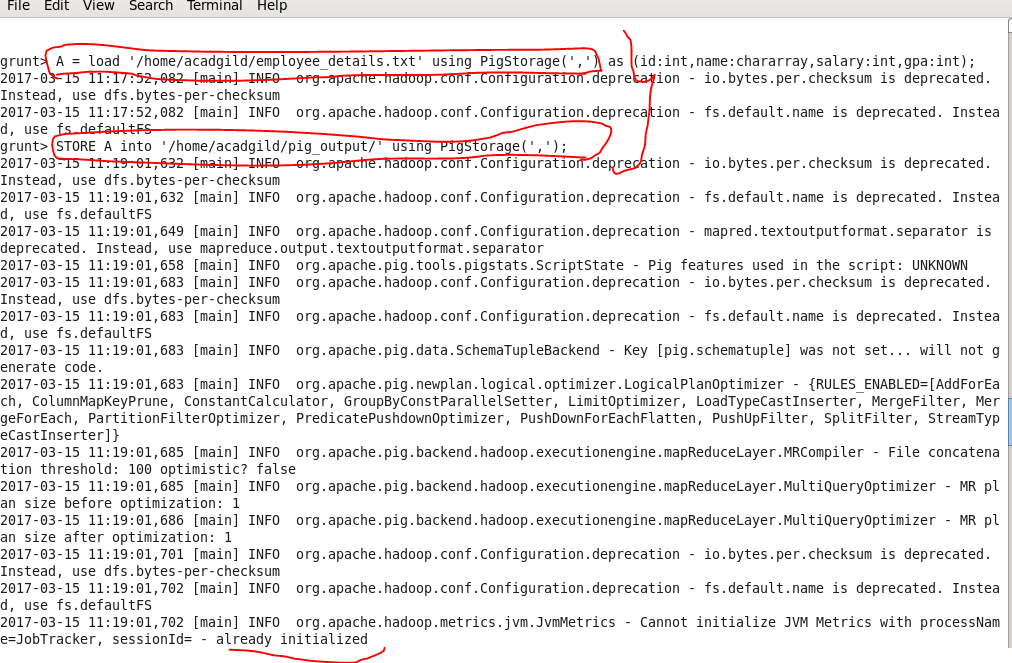 File Edit View Search Terminal Help
grunt> A = load '/home/acadgild/employee_details.txt' using PigStorage(',') as (id:int,name:chararray,salary:int,gpa:int);
2017-03-15 11:17:52,082 [main] INFO  org.apache.hadoop.conf.Configuration.deprecation - io.bytes.per.checksum is deprecated.
Instead, use dfs.bytes-per-checksum
2017-03-15 11:17:52,082 [main] INFO  org.apache.hadoop.conf.Configuration.deprecation - fs.default.name is deprecated. Instea
d, use fs.defaultFS
grunt> STORE A into '/home/acadgild/pig_output/' using PigStorage(',');
2017-03-15 11:19:01,632 [main] INFO  org.apache.hadoop.conf.Configuration.deprecation - io.bytes.per.checksum is deprecated.
Instead, use dfs.bytes-per-checksum
2017-03-15 11:19:01,632 [main] INFO  org.apache.hadoop.conf.Configuration.deprecation - fs.default.name is deprecated. Instea
d, use fs.defaultFS
2017-03-15 11:19:01,649 [main] INFO  org.apache.hadoop.conf.Configuration.deprecation - mapred.textoutputformat.separator is
deprecated. Instead, use mapreduce.output.textoutputformat.separator
2017-03-15 11:19:01,658 [main] INFO  org.apache.pig.tools.pigstats.ScriptState - Pig features used in the script: UNKNOWN
2017-03-15 11:19:01,683 [main] INFO  org.apache.hadoop.conf.Configuration.deprecation - io.bytes.per.checksum is deprecated.
Instead, use dfs.bytes-per-checksum
2017-03-15 11:19:01,683 [main] INFO  org.apache.hadoop.conf.Configuration.deprecation - fs.default.name is deprecated. Instea
d, use fs.defaultFS
2017-03-15 11:19:01,683 [main] INFO  org.apache.pig.data.SchemaTupleBackend - Key [pig.schematuple] was not set... will not g
enerate code.
2017-03-15 11:19:01,683 [main] INFO  org.apache.pig.newplan.logical.optimizer.LogicalPlanOptimizer - {RULES_ENABLED=[AddForEa
ch, ColumnMapKeyPrune, ConstantCalculator, GroupByConstParallelSetter, LimitOptimizer, LoadTypeCastInserter, MergeFilter, Mer
geForEach, PartitionFilterOptimizer, PredicatePushdownOptimizer, PushDownForEachFlatten, PushUpFilter, SplitFilter, StreamTyp
eCastInserter]}
2017-03-15 11:19:01,685 [main] INFO  org.apache.pig.backend.hadoop.executionengine.mapReduceLayer.MRCompiler - File concatena
tion threshold: 100 optimistic? false
2017-03-15 11:19:01,685 [main] INFO  org.apache.pig.backend.hadoop.executionengine.mapReduceLayer.MultiQueryOptimizer - MR pl
an size before optimization: 1
2017-03-15 11:19:01,686 [main] INFO  org.apache.pig.backend.hadoop.executionengine.mapReduceLayer.MultiQueryOptimizer - MR pl
an size after optimization: 1
2017-03-15 11:19:01,701 [main] INFO  org.apache.hadoop.conf.Configuration.deprecation - io.bytes.per.checksum is deprecated.
Instead, use dfs.bytes-per-checksum
2017-03-15 11:19:01,702 [main] INFO  org.apache.hadoop.conf.Configuration.deprecation - fs.default.name is deprecated. Instea
d, use fs.defaultFS
2017-03-15 11:19:01,702 [main] INFO  org.apache.hadoop.metrics.jvm.JvmMetrics - Cannot initialize JVM Metrics with processNam
e=JobTracker, sessionId= - already initialized